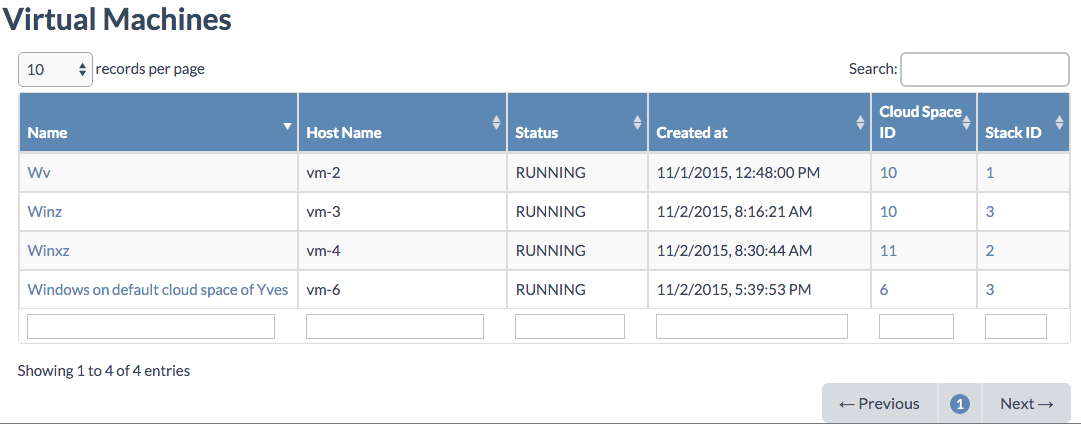 Virtual Machines
10 records per page Search:
Name Host Name Status Created at Cloud Space ID Stack ID
Wv vm-2 RUNNING 11/1/2015, 12:48:00 PM 10 1
Winz vm-3 RUNNING 11/2/2015, 8:16:21 AM 10 3
Winxz vm-4 RUNNING 11/2/2015, 8:30:44 AM 11 2
Windows on default cloud space of Yves vm-6 RUNNING 11/2/2015, 5:39:53 PM 6 3
Showing 1 to 4 of 4 entries
← Previous 1 Next →